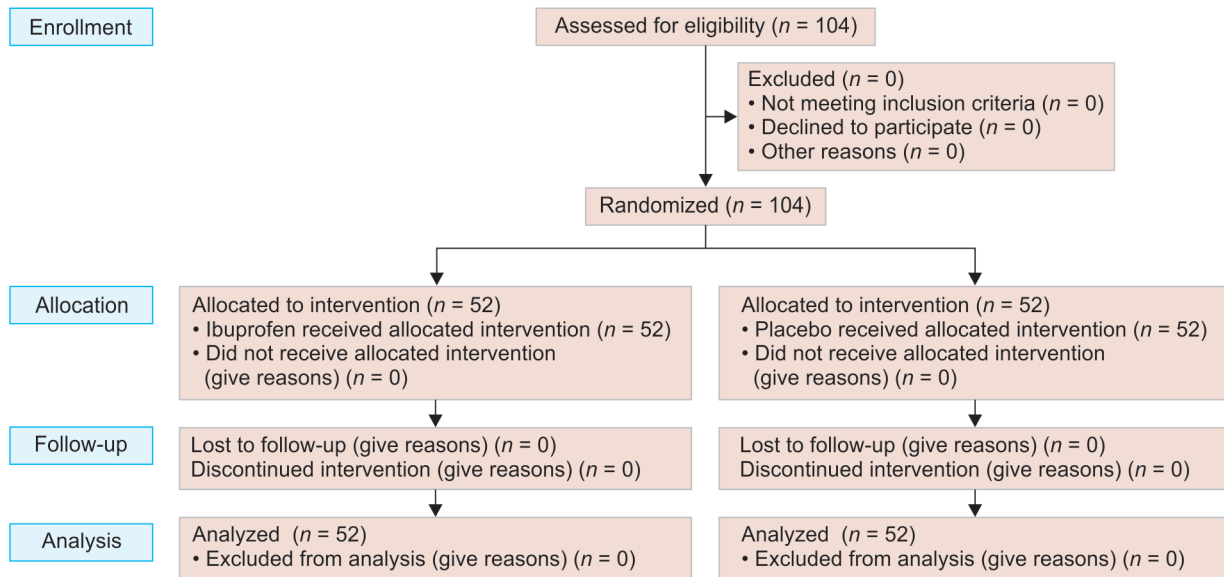 Enrollment
Assessed for eligibility (n = 104)
Excluded (n = 0)
• Not meeting inclusion criteria (n = 0)
• Declined to participate (n = 0)
• Other reasons (n = 0)
Randomized (n = 104)
Allocation
Allocated to intervention (n = 52)
• Ibuprofen received allocated intervention (n = 52)
• Did not receive allocated intervention
(give reasons) (n = 0)
Allocated to intervention (n = 52)
• Placebo received allocated intervention (n = 52)
• Did not receive allocated intervention
(give reasons) (n = 0)
Follow-up
Lost to follow-up (give reasons) (n = 0)
Discontinued intervention (give reasons) (n = 0)
Lost to follow-up (give reasons) (n = 0)
Discontinued intervention (give reasons) (n = 0)
Analysis
Analyzed (n = 52)
• Excluded from analysis (give reasons) (n = 0)
Analyzed (n = 52)
• Excluded from analysis (give reasons) (n = 0)